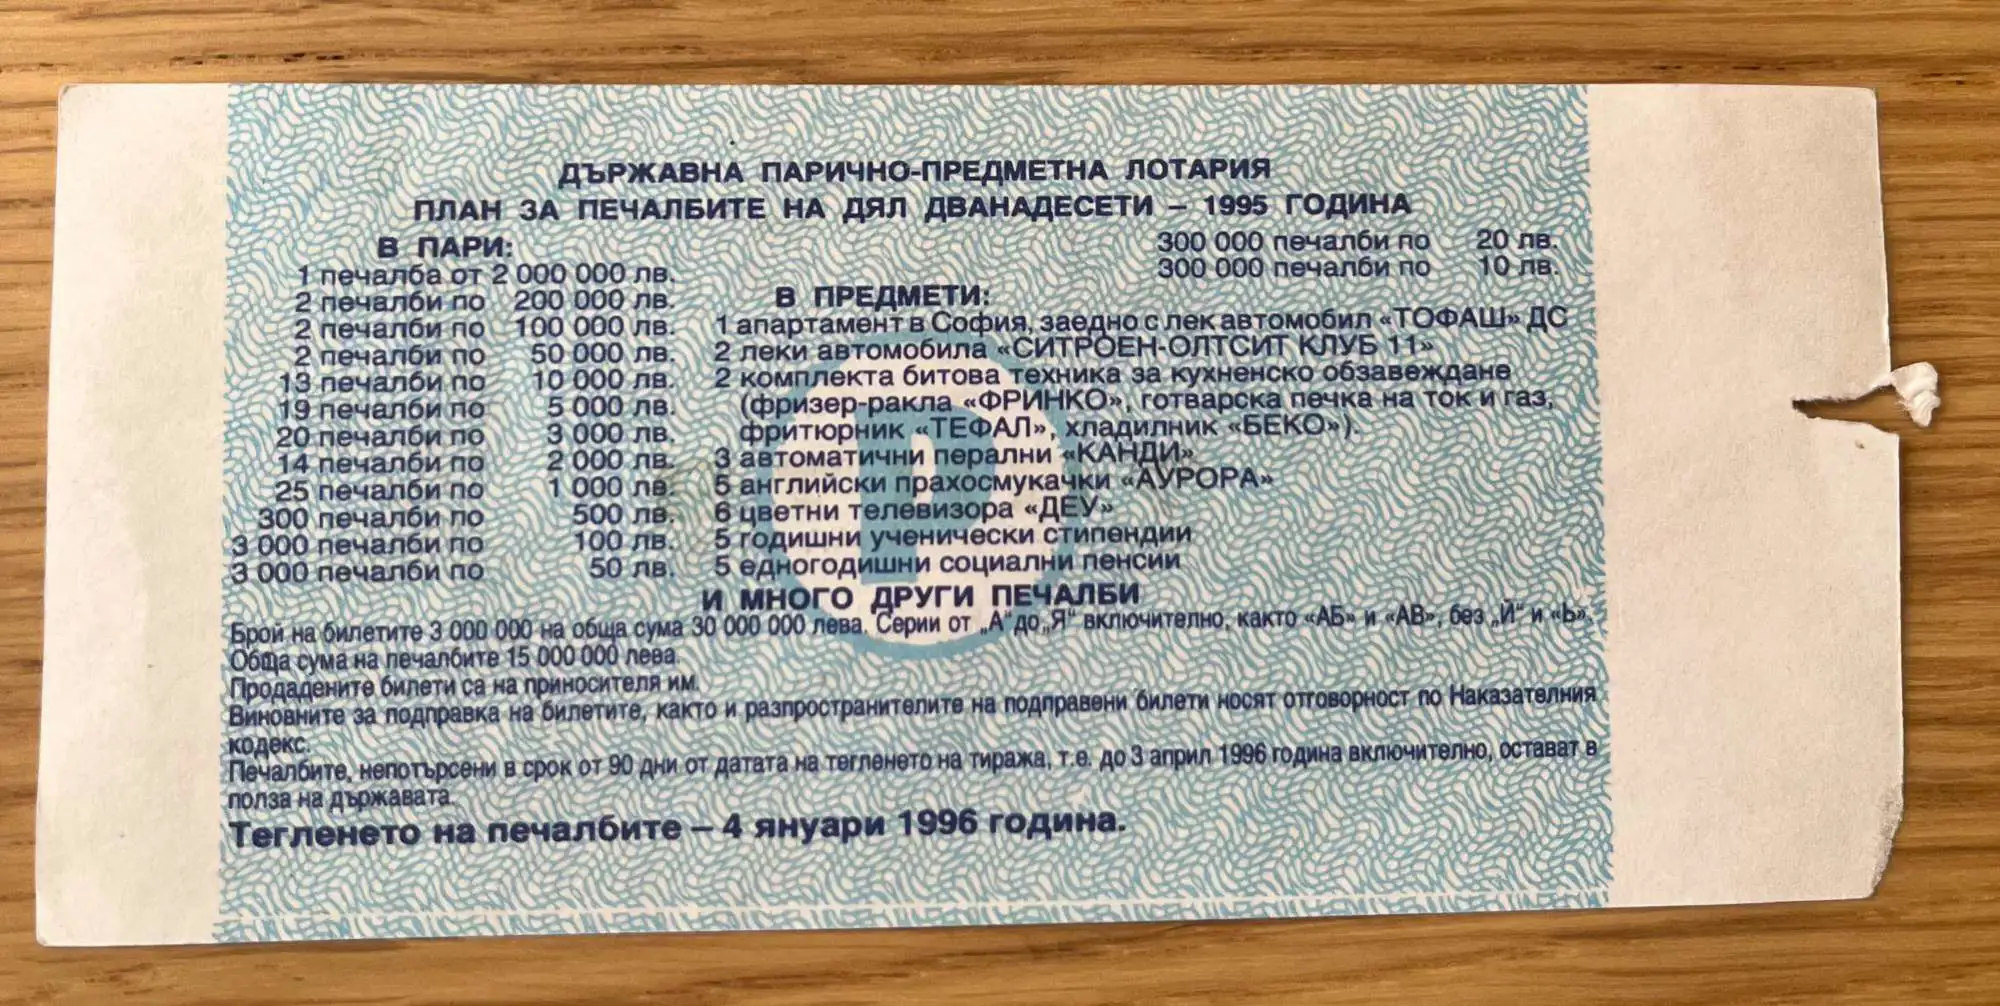 ДЪРЖАВНА ПАРИЧНО-ПРЕДМЕТНА ЛОТАРИЯ
ПЛАН ЗА ПЕЧАЛБИТЕ НА ДЯЛ ДВАНАДЕСЕТИ – 1995 ГОДИНА
В ПАРИ:
1 печалба от 2 000 000 лв.
2 печалби по 200 000 лв.
2 печалби по 100 000 лв.
2 печалби по 50 000 лв.
13 печалби по 10 000 лв.
19 печалби по 5 000 лв.
20 печалби по 3 000 лв.
14 печалби по 2 000 лв.
25 печалби по 1 000 лв.
300 печалби по 500 лв.
3 000 печалби по 100 лв.
3 000 печалби по 50 лв.
300 000 печалби по 20 лв.
300 000 печалби по 10 лв.
В ПРЕДМЕТИ:
1 апартамент в София, заедно с лек автомобил «ТОФАШ» ДС
2 леки автомобила «СИТРОЕН-ОЛТСИТ КЛУБ 11»
2 комплекта битова техника за кухненско обзавеждане
(фризер-ракла «ФРИНКО», готварска печка на ток и газ,
фритюрник «ТЕФАЛ», хладилник «БЕКО»).
3 автоматични перални «КАНДИ»
5 английски прахосмукачки «АУРОРА»
6 цветни телевизора «ДЕУ»
5 годишни ученически стипендии
5 едногодишни социални пенсии
И МНОГО ДРУГИ ПЕЧАЛБИ
Брой на билетите 3 000 000 на обща сума 30 000 000 лева. Серии от „А“ до „Я“ включително, както «АБ» и «АВ», без „Й“ и «Ь».
Обща сума на печалбите 15 000 000 лева.
Продадените билети са на приносителя им.
Виновните за подправка на билетите, както и разпространителите на подправени билети носят отговорност по Наказателния
кодекс.
Печалбите, непотърсени в срок от 90 дни от датата на тегленето на тиража, т.е. до 3 април 1996 година включително, остават в
полза на държавата.
Тегленето на печалбите – 4 януари 1996 година.